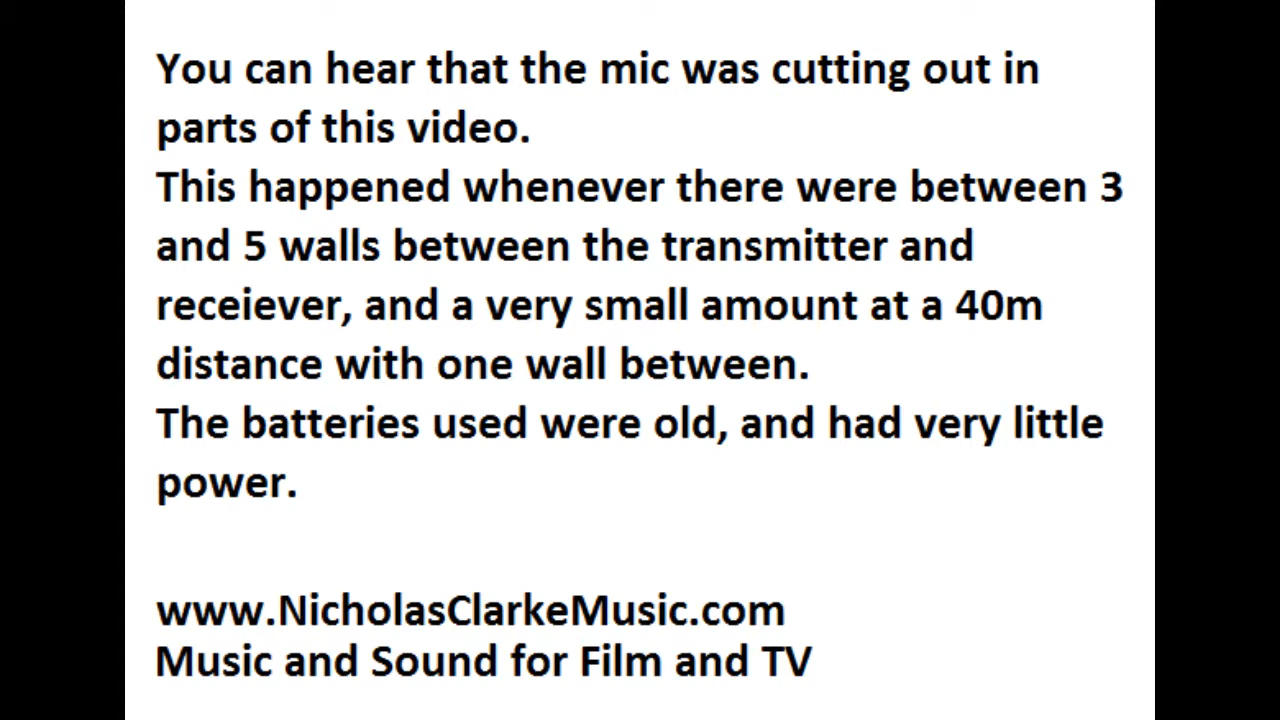 You can hear that the mic was cutting out in
parts of this video.
This happened whenever there were between 3
and 5 walls between the transmitter and
receiever, and a very small amount at a 40m
distance with one wall between.
The batteries used were old, and had very little
power.
www.NicholasClarkeMusic.com
Music and Sound for Film and TV